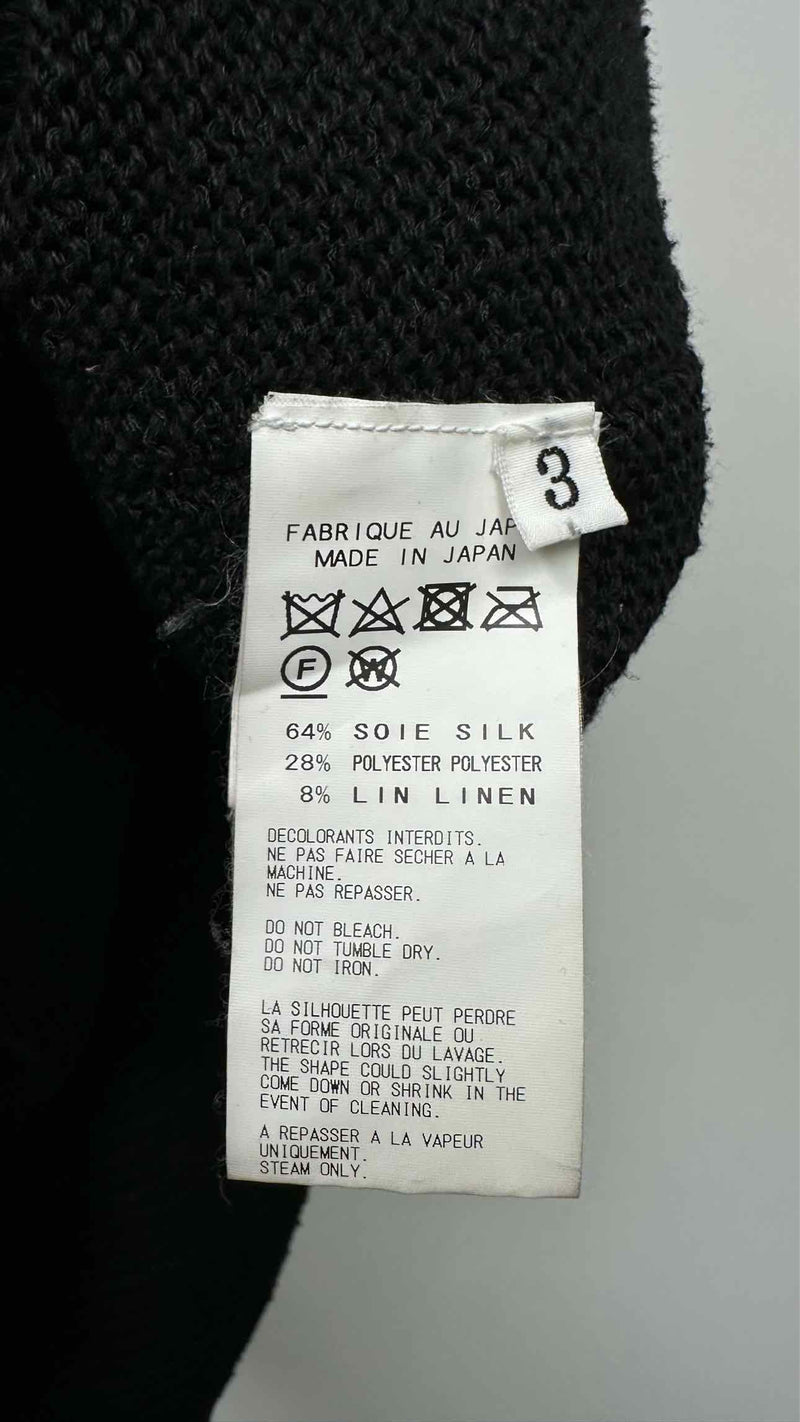 3
FABRIQUE AU JAP
MADE IN JAPAN
F
W
64% SOIE SILK
28% POLYESTER POLYESTER
8% LIN LINEN
DECOLORANTS INTERDITS.
NE PAS FAIRE SECHER A LA
MACHINE.
NE PAS REPASSER.
DO NOT BLEACH.
DO NOT TUMBLE DRY.
DO NOT IRON.
LA SILHOUETTE PEUT PERDRE
SA FORME ORIGINALE OU
RETRECIR LORS DU LAVAGE.
THE SHAPE COULD SLIGHTLY
COME DOWN OR SHRINK IN THE
EVENT OF CLEANING.
A REPASSER A LA VAPEUR
UNIQUEMENT.
STEAM ONLY.